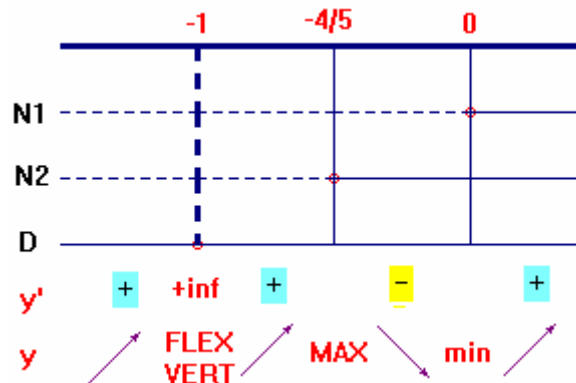 -1 -4/5 0
N1
N2
D
y' + +inf + - +
y FLEX VERT MAX min